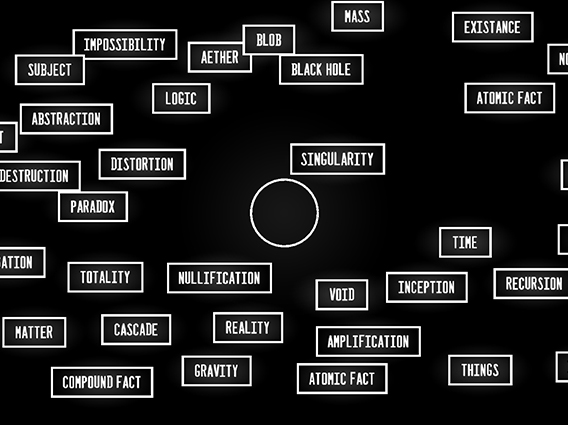 MASS
EXISTANCE
IMPOSSIBILITY
BLOB
AETHER
SUBJECT
BLACK HOLE
LOGIC
ATOMIC FACT
ABSTRACTION
DISTORTION
SINGULARITY
DESTRUCTION
PARADOX
TIME
TOTALITY
NULLIFICATION
VOID
INCEPTION
RECURSION
MATTER
CASCADE
REALITY
AMPLIFICATION
COMPOUND FACT
GRAVITY
ATOMIC FACT
THINGS